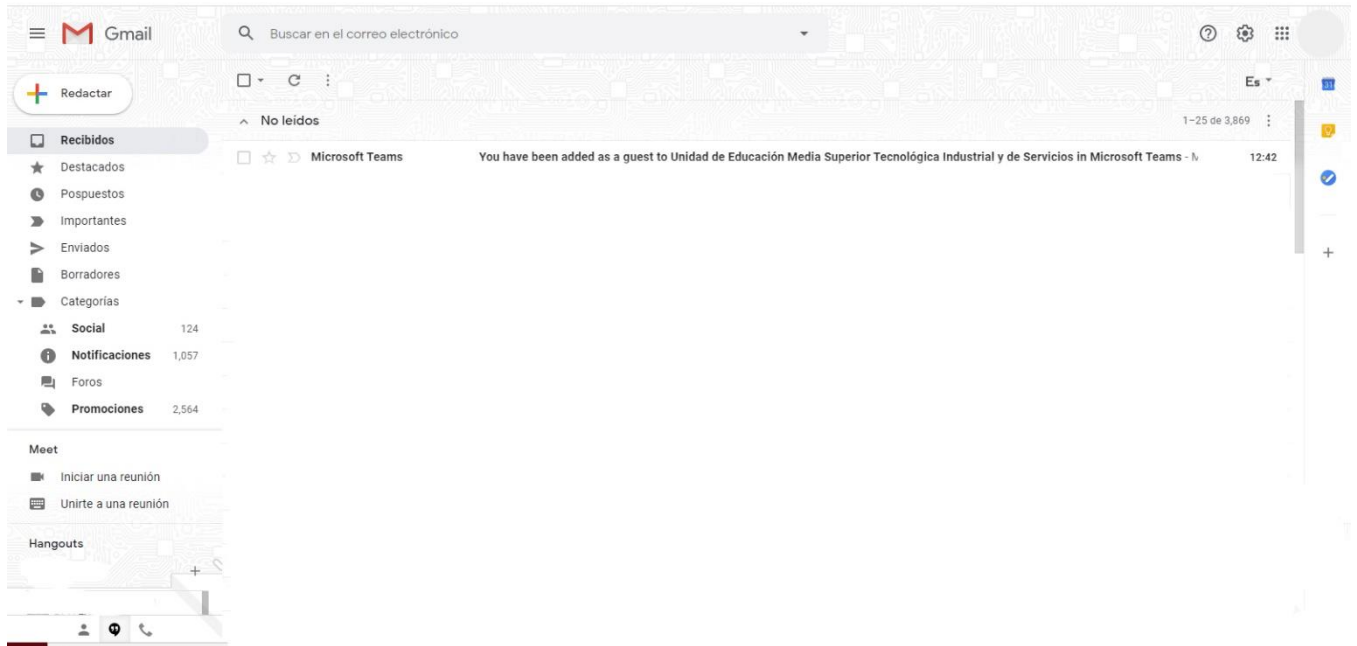 Gmail
Buscar en el correo electrónico
Redactar
Es
No leídos
1–25 de 3,869
Recibidos
Microsoft Teams You have been added as a guest to Unidad de Educación Media Superior Tecnológica Industrial y de Servicios in Microsoft Teams - 12:42
Destacados
Pospuestos
Importantes
Enviados
Borradores
Categorías
Social 124
Notificaciones 1,057
Foros
Promociones 2,564
Meet
Iniciar una reunión
Unirte a una reunión
Hangouts
31